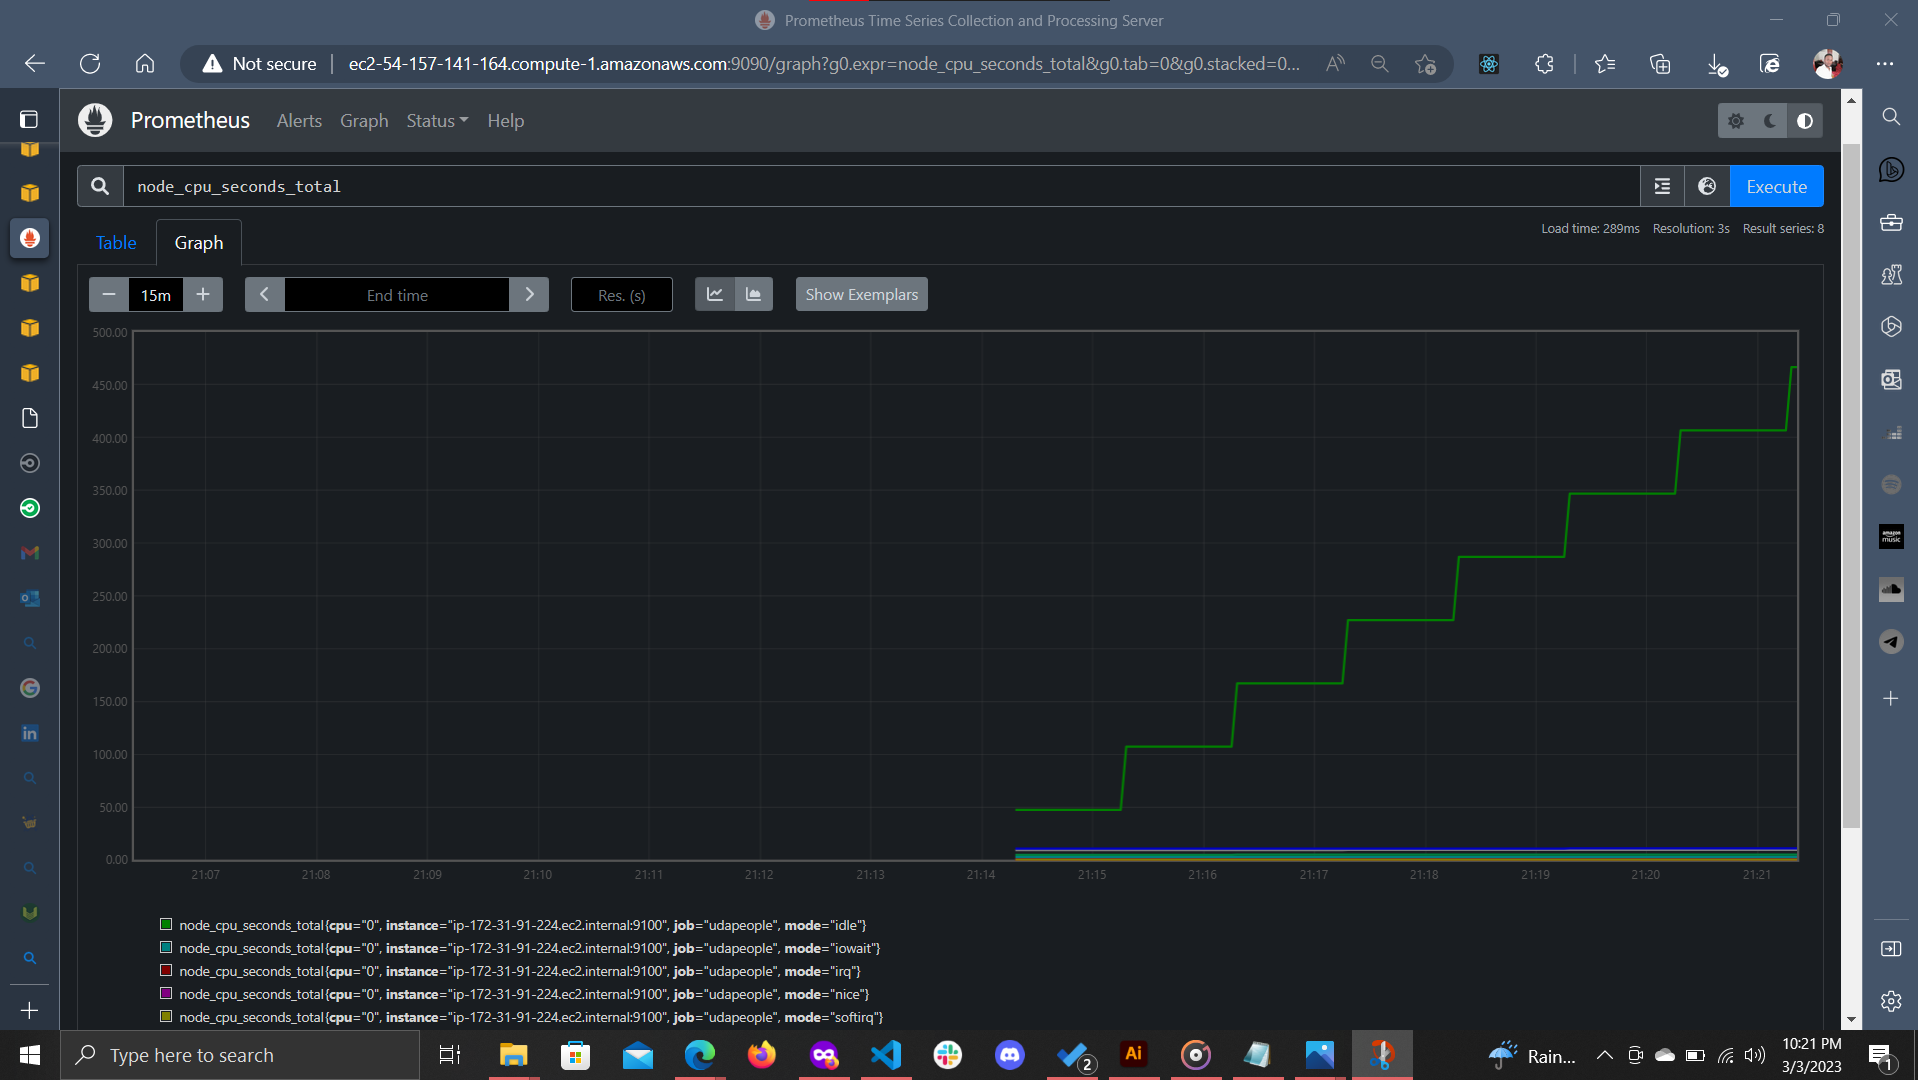 Prometheus Time Series Collection and Processing Server
Not secure
ec2-54-157-141-164.compute-1.amazonaws.com:9090/graph?g0.expr=node_cpu_seconds_total&g0.tab=0&g0.stacked=0...
Prometheus Alerts Graph Status Help
node_cpu_seconds_total
Execute
Table Graph
Load time: 289ms Resolution: 3s Result series: 8
15m
End time
Res. (s)
Show Exemplars
500.00
450.00
400.00
350.00
300.00
250.00
200.00
150.00
100.00
50.00
0.00
21:07 21:08 21:09 21:10 21:11 21:12 21:13 21:14 21:15 21:16 21:17 21:18 21:19 21:20 21:21
node_cpu_seconds_total{cpu="0", instance="ip-172-31-91-224.ec2.internal:9100", job="udapeople", mode="idle"}
node_cpu_seconds_total{cpu="0", instance="ip-172-31-91-224.ec2.internal:9100", job="udapeople", mode="iowait"}
node_cpu_seconds_total{cpu="0", instance="ip-172-31-91-224.ec2.internal:9100", job="udapeople", mode="irq"}
node_cpu_seconds_total{cpu="0", instance="ip-172-31-91-224.ec2.internal:9100", job="udapeople", mode="nice"}
node_cpu_seconds_total{cpu="0", instance="ip-172-31-91-224.ec2.internal:9100", job="udapeople", mode="softirq"}
amazon
music
in
Type here to search
2
Ai
Rain...
10:21 PM
3/3/2023
1